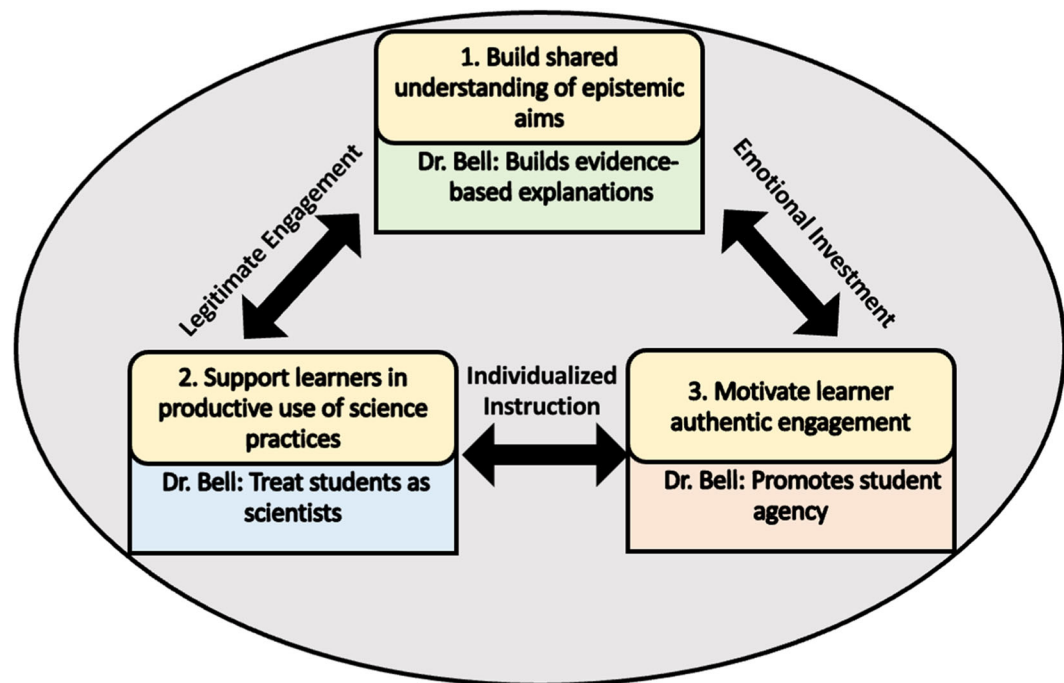 1. Build shared
understanding of epistemic
aims
Dr. Bell: Builds evidence-
based explanations
Legitimate Engagement
Emotional Investment
2. Support learners in
productive use of science
practices
Dr. Bell: Treat students as
scientists
Individualized
Instruction
3. Motivate learner
authentic engagement
Dr. Bell: Promotes student
agency